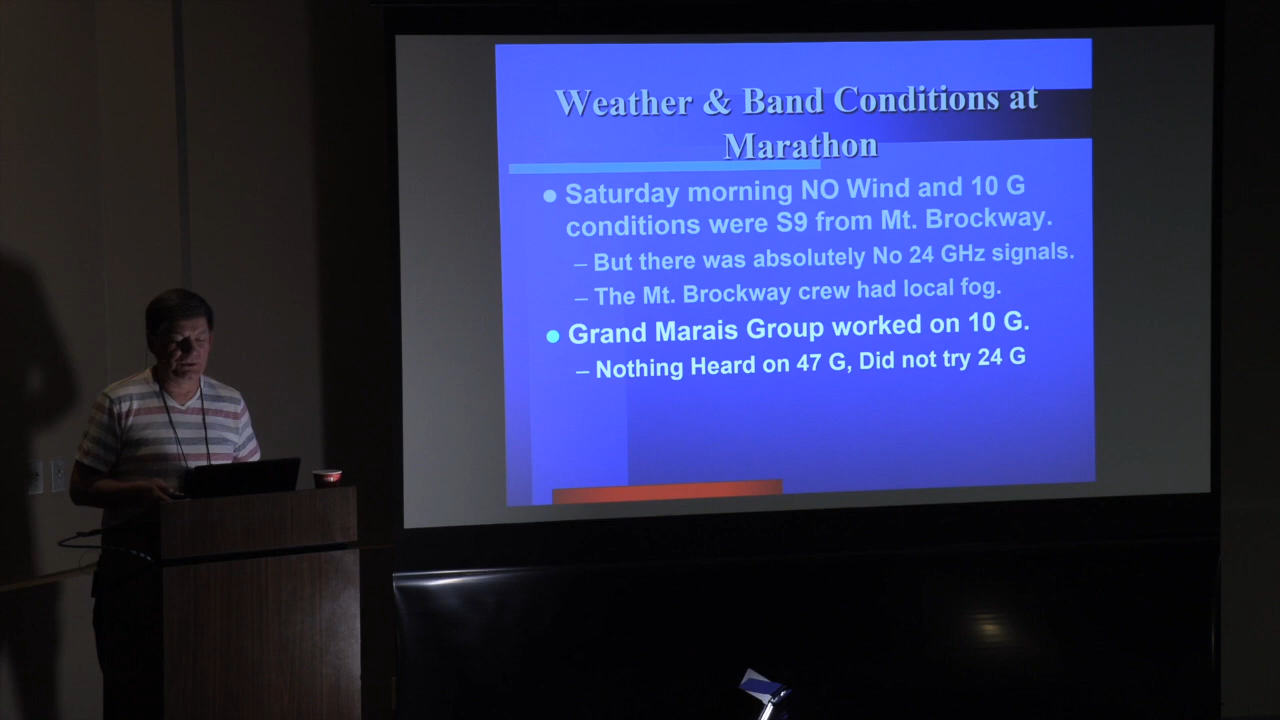 Weather & Band Conditions at
Marathon
● Saturday morning NO Wind and 10 G
conditions were S9 from Mt. Brockway.
– But there was absolutely No 24 GHz signals.
– The Mt. Brockway crew had local fog.
● Grand Marais Group worked on 10 G.
– Nothing Heard on 47 G, Did not try 24 G